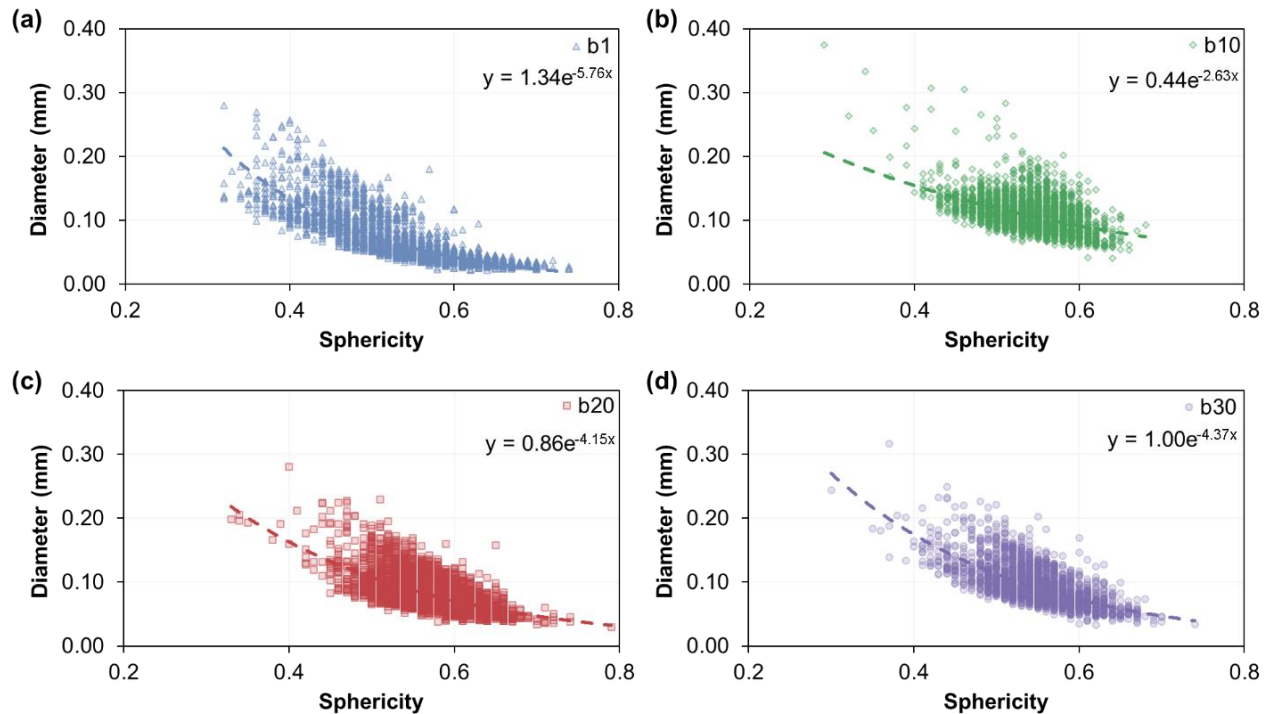 (a)
0.40
0.30
0.20
0.10
0.00
Diameter (mm)
b1
y = 1.34e^-5.76x
0.2 0.4 0.6 0.8
Sphericity
(b)
0.40
0.30
0.20
0.10
0.00
Diameter (mm)
b10
y = 0.44e^-2.63x
0.2 0.4 0.6 0.8
Sphericity
(c)
0.40
0.30
0.20
0.10
0.00
Diameter (mm)
b20
y = 0.86e^-4.15x
0.2 0.4 0.6 0.8
Sphericity
(d)
0.40
0.30
0.20
0.10
0.00
Diameter (mm)
b30
y = 1.00e^-4.37x
0.2 0.4 0.6 0.8
Sphericity